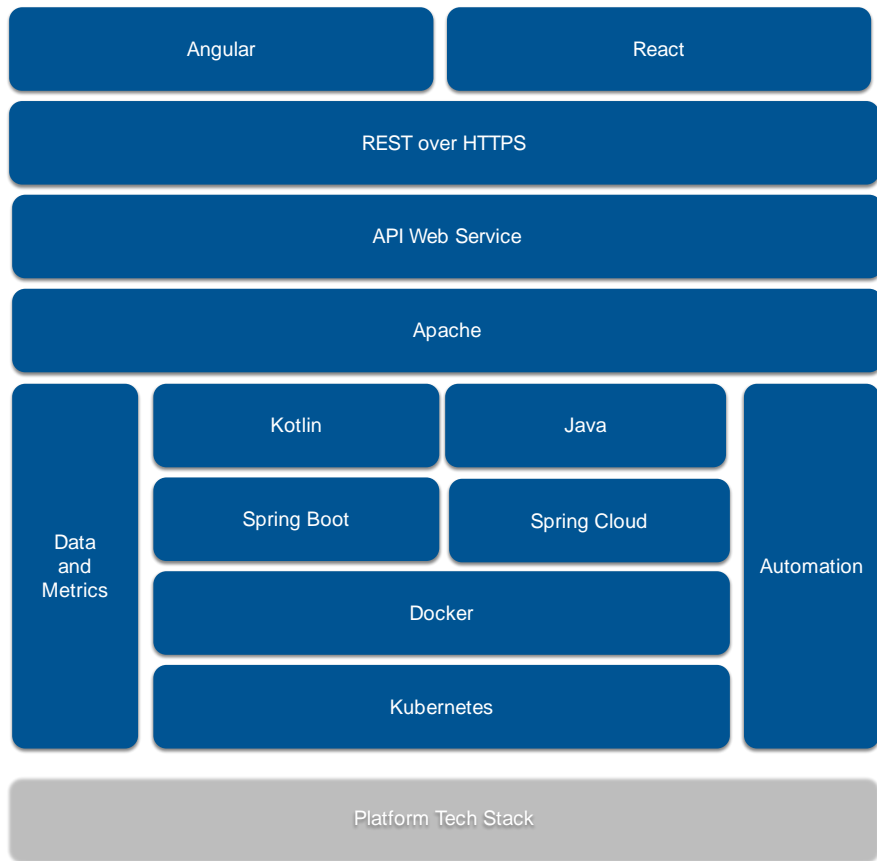 Angular
React
REST over HTTPS
API Web Service
Apache
Kotlin
Java
Spring Boot
Spring Cloud
Data
and
Metrics
Automation
Docker
Kubernetes
Platform Tech Stack